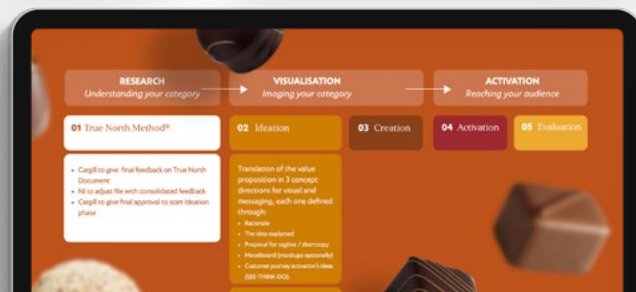 RESEARCH
Understanding your category
VISUALISATION
Imaging your category
ACTIVATION
Reaching your audience
01 True North Method®
02 Ideation
03 Creation
04 Activation
05 Evaluation
• Cargill to give final feedback on True North
Document
• NI to adjust file with consolidated feedback
• Cargill to give final approval to start Ideation
phase
Translation of the value
proposition in 3 concept
directions for visual and
messaging, each one defined
through:
• Rationale
• The idea explained
• Proposal for tagline / shortcopy
• Moodboard (mockups optionally)
• Customer journey activation's ideas
(SEE-THINK-DO).